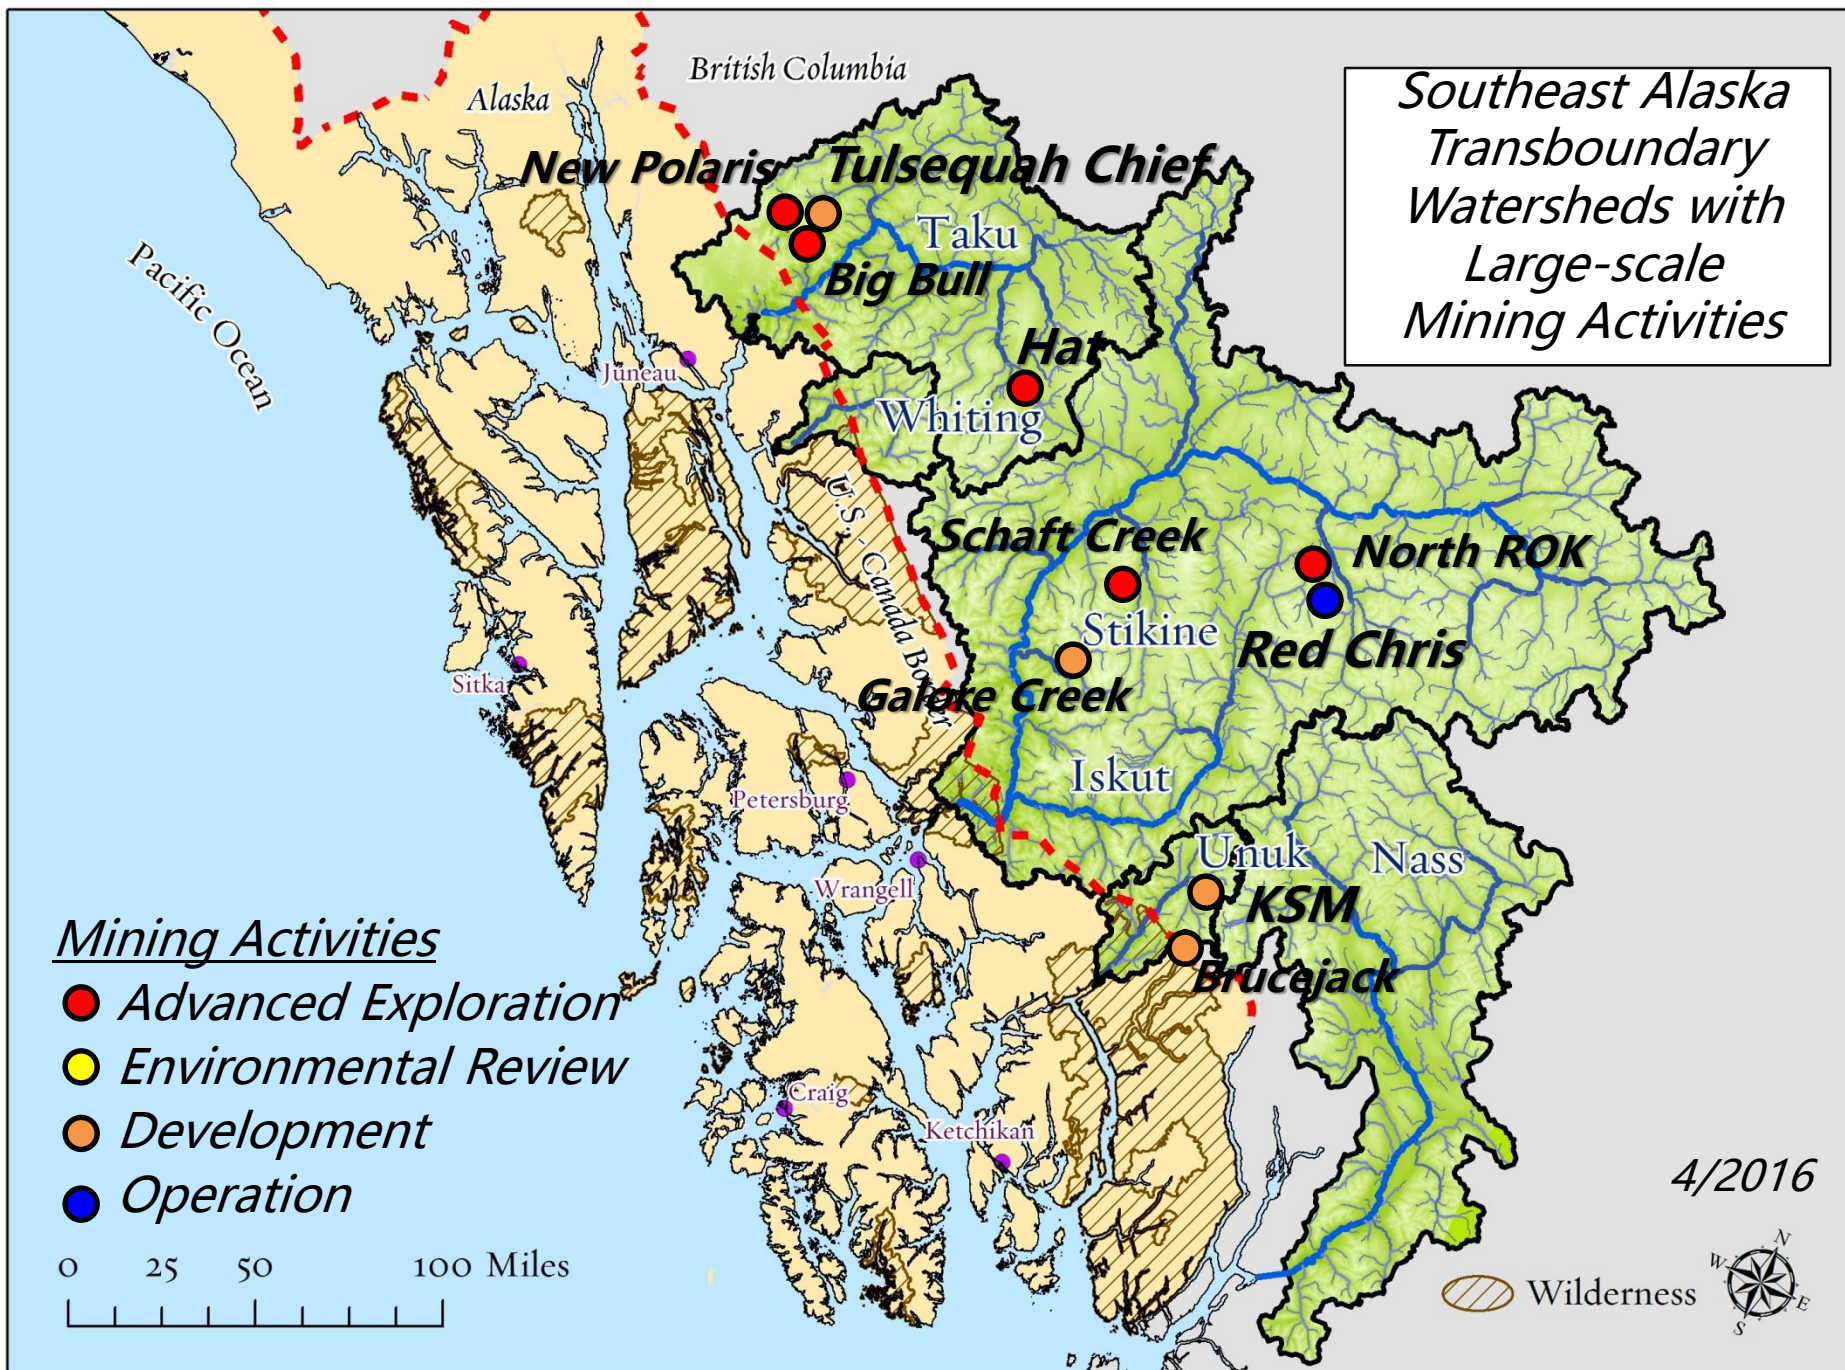 British Columbia
Alaska
Southeast Alaska
Transboundary
Watersheds with
Large-scale
Mining Activities
New Polaris
Tulsequah Chief
Taku
Big Bull
Pacific Ocean
Hat
Juneau
Whiting
U.S. - Canada Bo
Schaft Creek
North ROK
Stikine
Red Chris
Sitka
Galore Creek
Iskut
Petersburg
Unuk
Nass
Wrangell
KSM
Brucejack
Mining Activities
Advanced Exploration
Environmental Review
Development
Operation
Craig
Ketchikan
4/2016
0 25 50 100 Miles
Wilderness
N
W
E
S